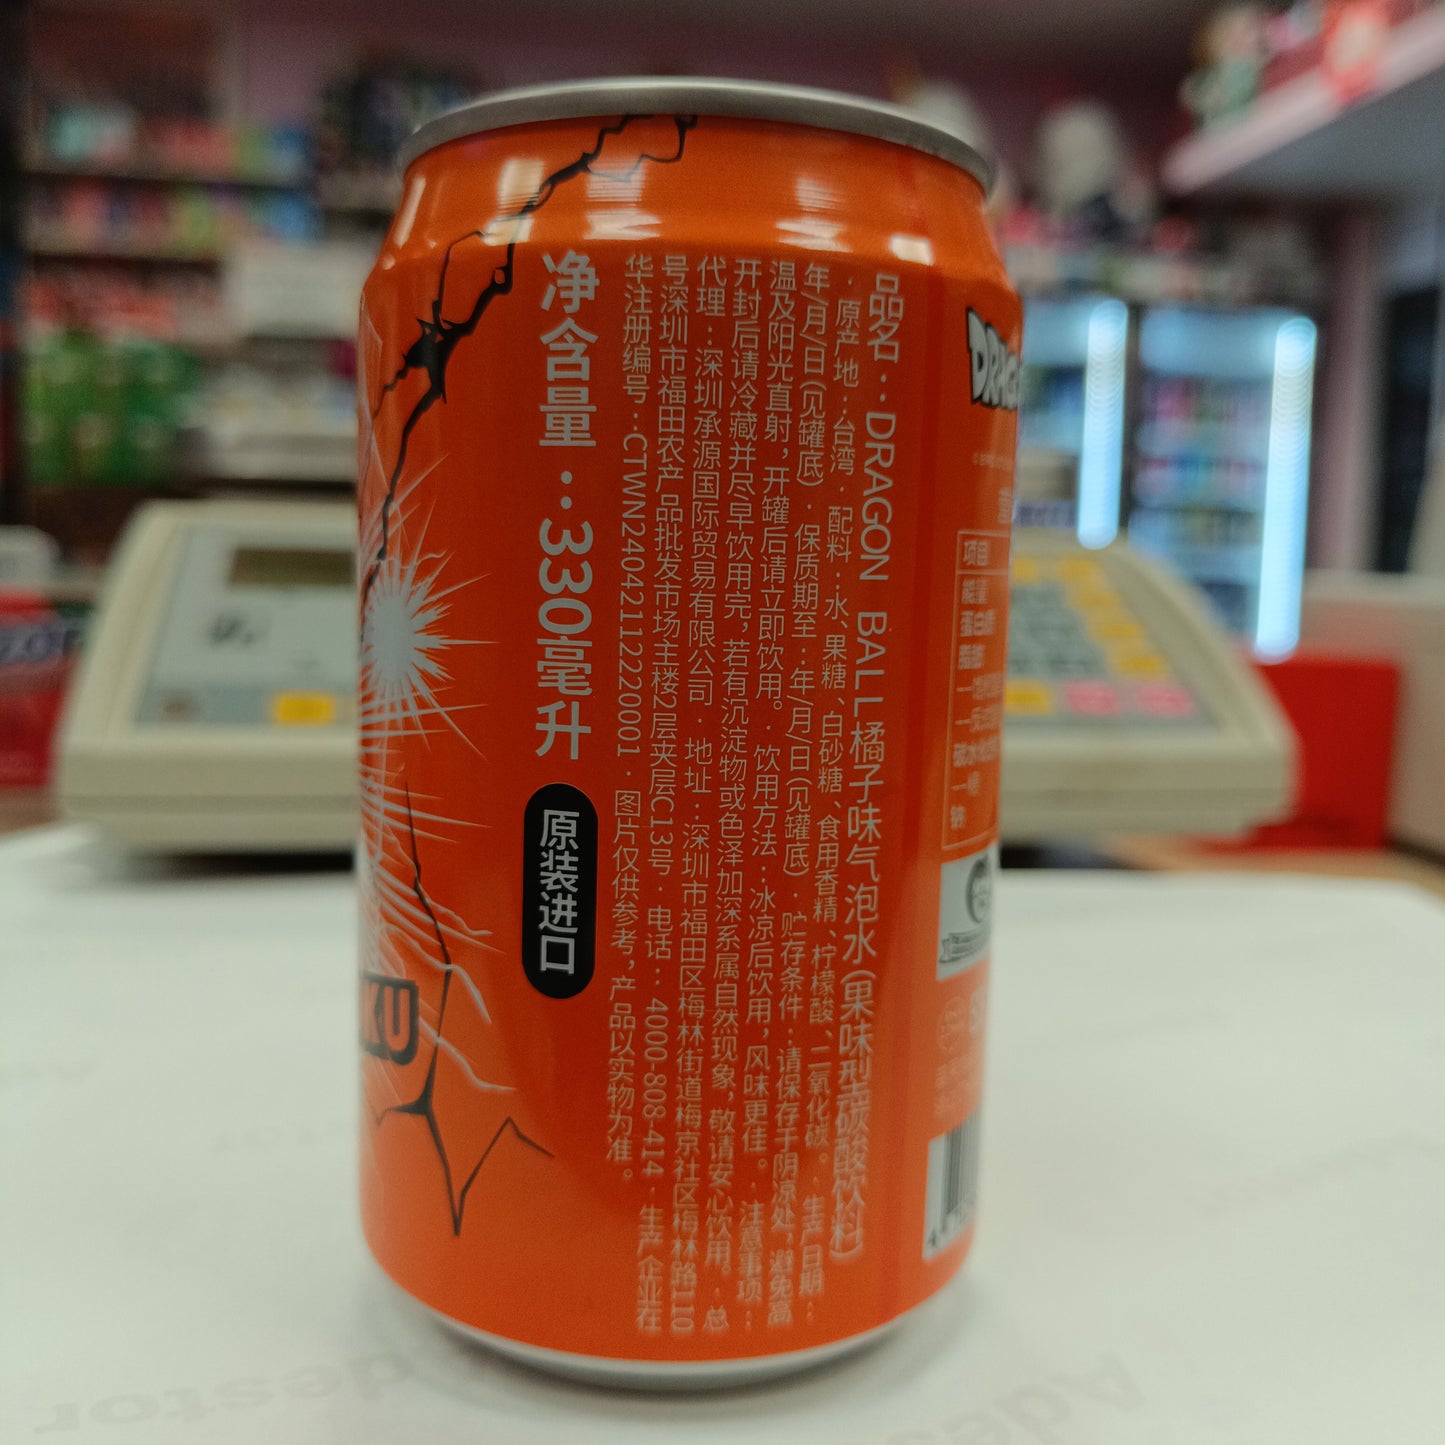 品名：DRAGON BALL橘子味气泡水(果味型碳酸饮料)
·原产地：台湾·配料：水、果糖、白砂糖、食用香精、柠檬酸、二氧化碳。·生产日期：
年/月/日(见罐底)·保质期至：年/月/日(见罐底)·贮存条件：请保存于阴凉处，避免高
温及阳光直射，开罐后请立即饮用。·饮用方法：冰凉后饮用，风味更佳。·注意事项：
开封后请冷藏并尽早饮用完，若有沉淀物或色泽加深系属自然现象，敬请安心饮用。·总
代理：深圳承源国际贸易有限公司·地址：深圳市福田区梅林街道梅京社区梅林路110
号深圳市福田农产品批发市场主楼2层夹层C13号·电话：4000-808-414·生产企业在
华注册编号：CTWN240421112220001·图片仅供参考，产品以实物为准。
净含量：330毫升
原装进口
KU
DRAG
项目
能量
蛋白质
脂肪
钠